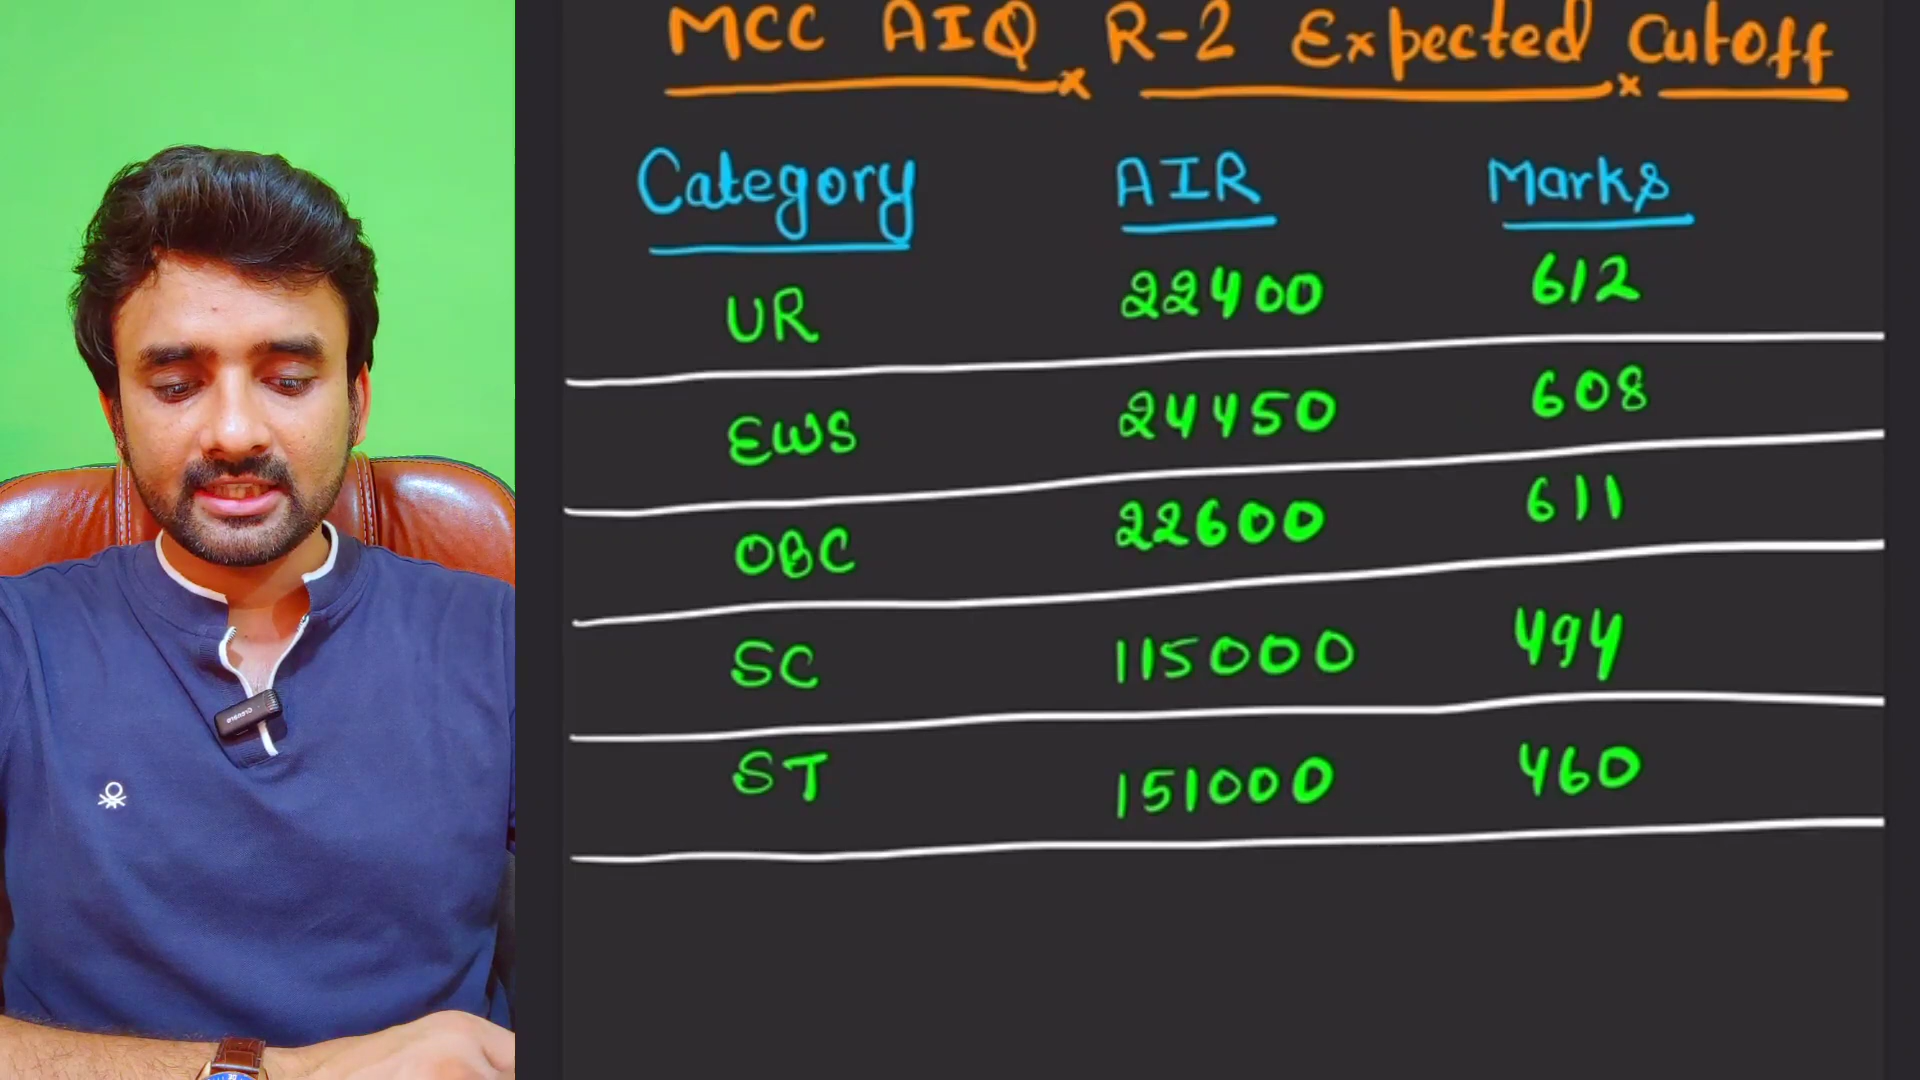 MCC AIQ R-2 Expected Cutoff
Category AIR Marks
UR 22400 612
EWS 24450 608
OBC 22600 611
SC 115000 494
ST 151000 460